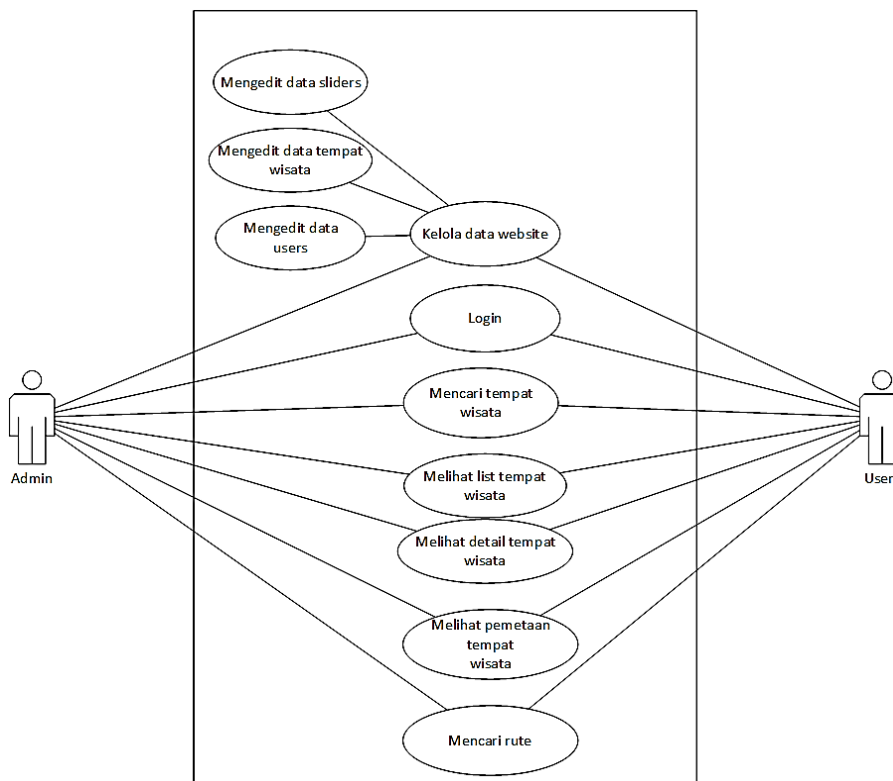 Mengedit data sliders
Mengedit data tempat
wisata
Mengedit data
users
Kelola data website
Login
Mencari tempat
wisata
Melihat list tempat
wisata
Melihat detail tempat
wisata
Melihat pemetaan
tempat
wisata
Mencari rute
Admin
User